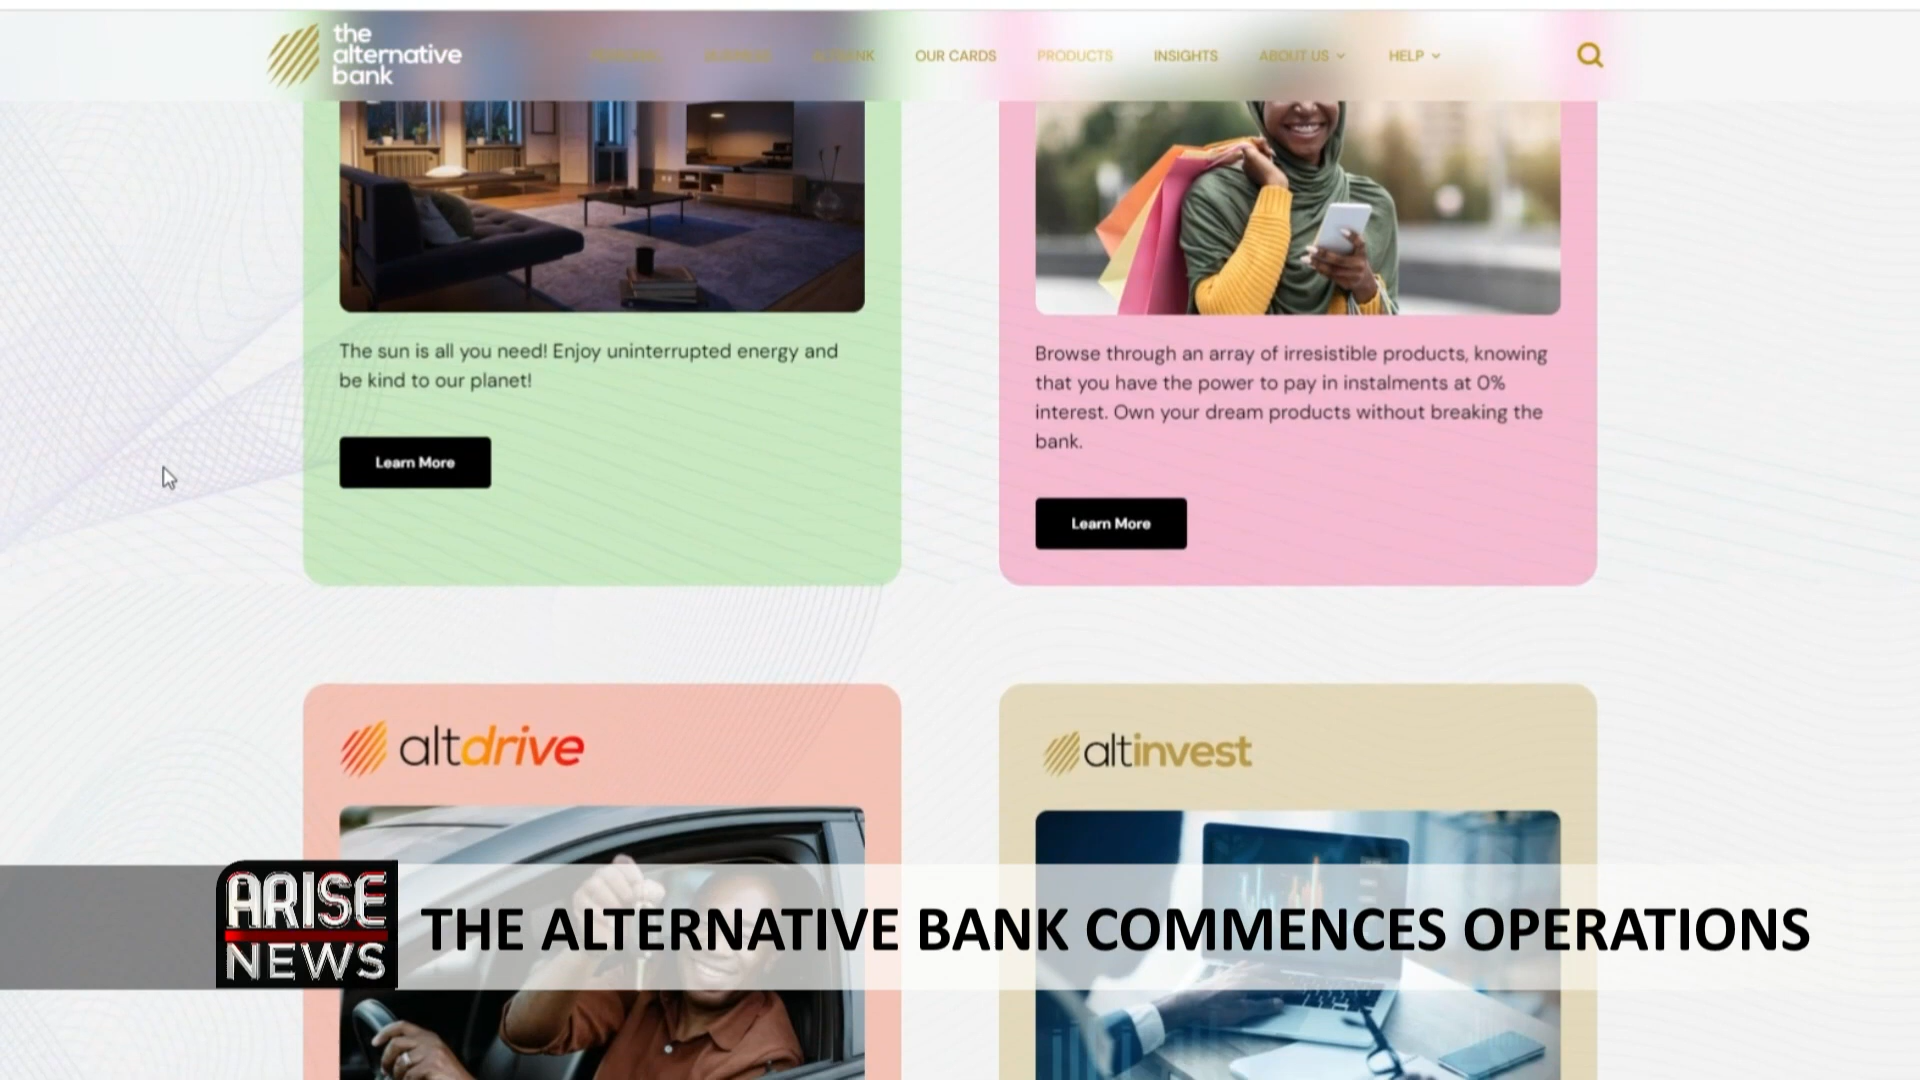 the
alternative
bank
OUR CARDS
PRODUCTS
INSIGHTS
ABOUT US
HELP
The sun is all you need! Enjoy uninterrupted energy and
be kind to our planet!
Learn More
Browse through an array of irresistible products, knowing
that you have the power to pay in instalments at 0%
interest. Own your dream products without breaking the
bank.
Learn More
altdrive
altinvest
ARISE
NEWS
THE ALTERNATIVE BANK COMMENCES OPERATIONS